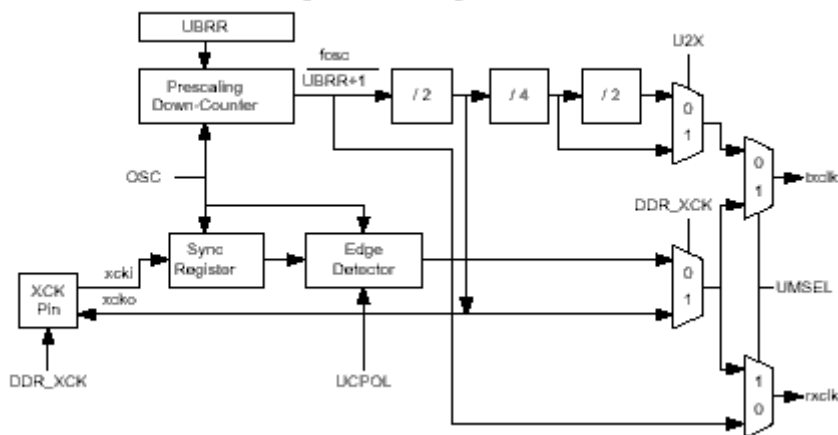 UBRR
U2X
fosc
Prescaling
Down-Counter
UBRR+1
/ 2
/ 4
/ 2
0
1
OSC
0
1
txclk
DDR_XCK
Sync
Register
Edge
Detector
xcki
0
1
XCK
Pin
xcko
UMSEL
DDR_XCK
UCPOL
1
0
rxclk